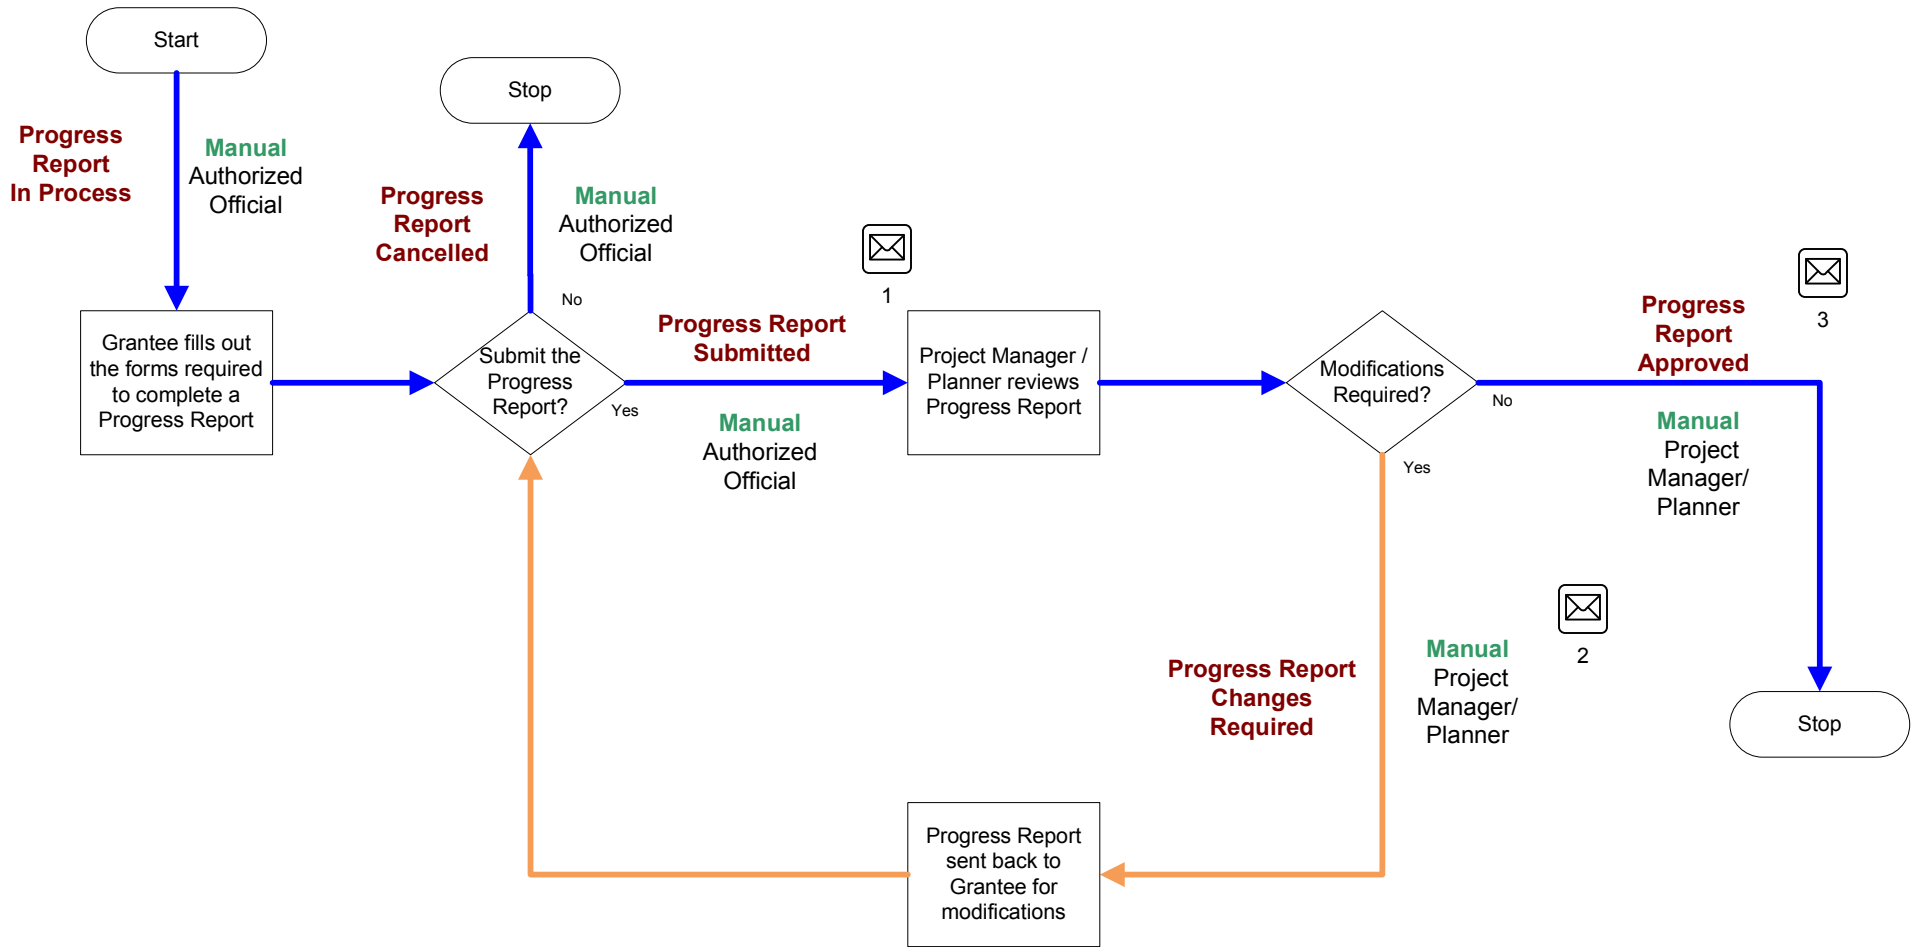 Start
Progress
Report
In Process
Manual
Authorized
Official
Grantee fills out
the forms required
to complete a
Progress Report
Stop
Progress
Report
Cancelled
Manual
Authorized
Official
No
Submit the
Progress
Report?
Yes
Progress Report
Submitted
Manual
Authorized
Official
1
Project Manager /
Planner reviews
Progress Report
Modifications
Required?
No
Yes
Progress
Report
Approved
3
Manual
Project
Manager/
Planner
Stop
Progress Report
Changes
Required
Manual
Project
Manager/
Planner
2
Progress Report
sent back to
Grantee for
modifications